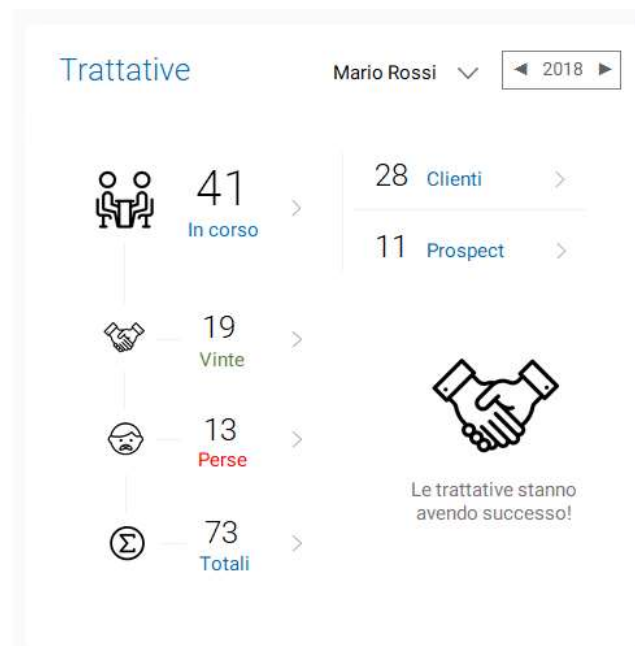 Trattative
Mario Rossi
2018
41
In corso
28 Clienti
11 Prospect
19
Vinte
13
Perse
73
Totali
Le trattative stanno
avendo successo!